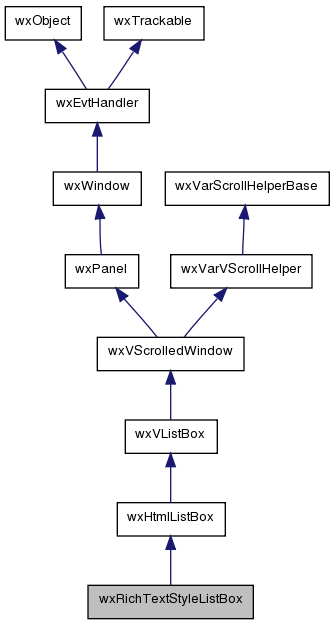 wxObject
wxTrackable
wxEvtHandler
wxWindow
wxVarScrollHelperBase
wxPanel
wxVarVScrollHelper
wxVScrolledWindow
wxVListBox
wxHtmlListBox
wxRichTextStyleListBox